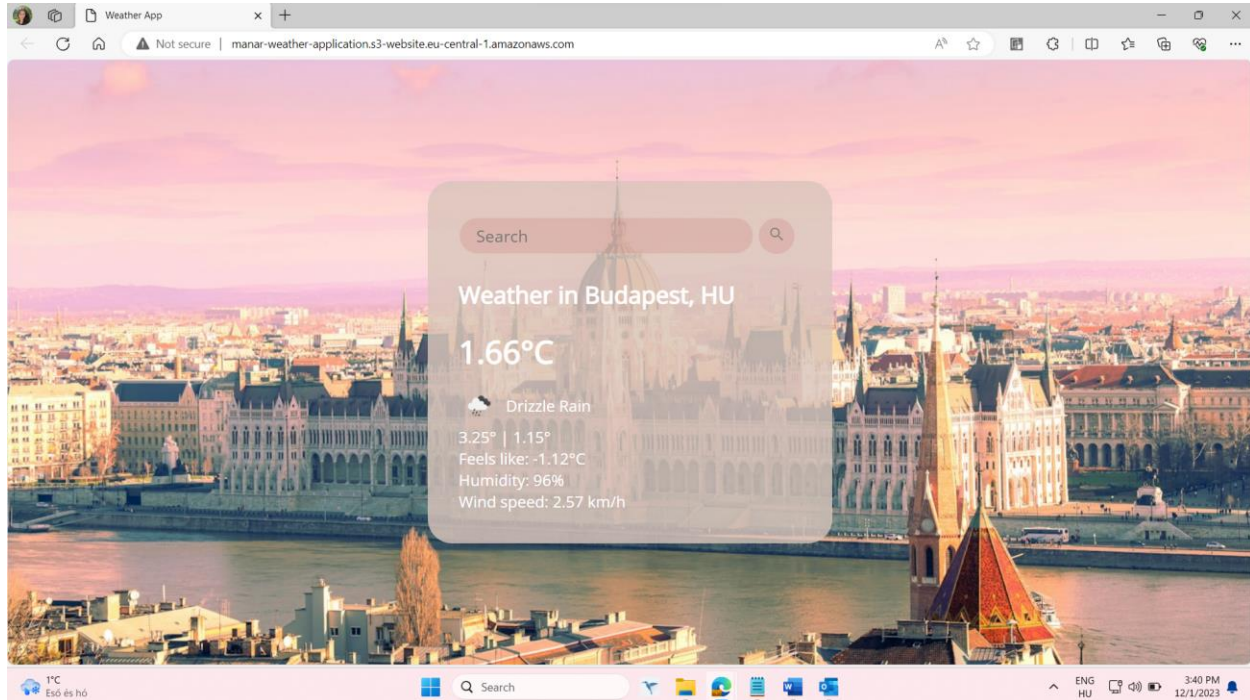 Weather App
Not secure | manar-weather-application.s3-website.eu-central-1.amazonaws.com
Search
Weather in Budapest, HU
1.66°C
Drizzle Rain
3.25° | 1.15°
Feels like: -1.12°C
Humidity: 96%
Wind speed: 2.57 km/h
1°C
Eső és hó
Search
ENG
HU
3:40 PM
12/1/2023